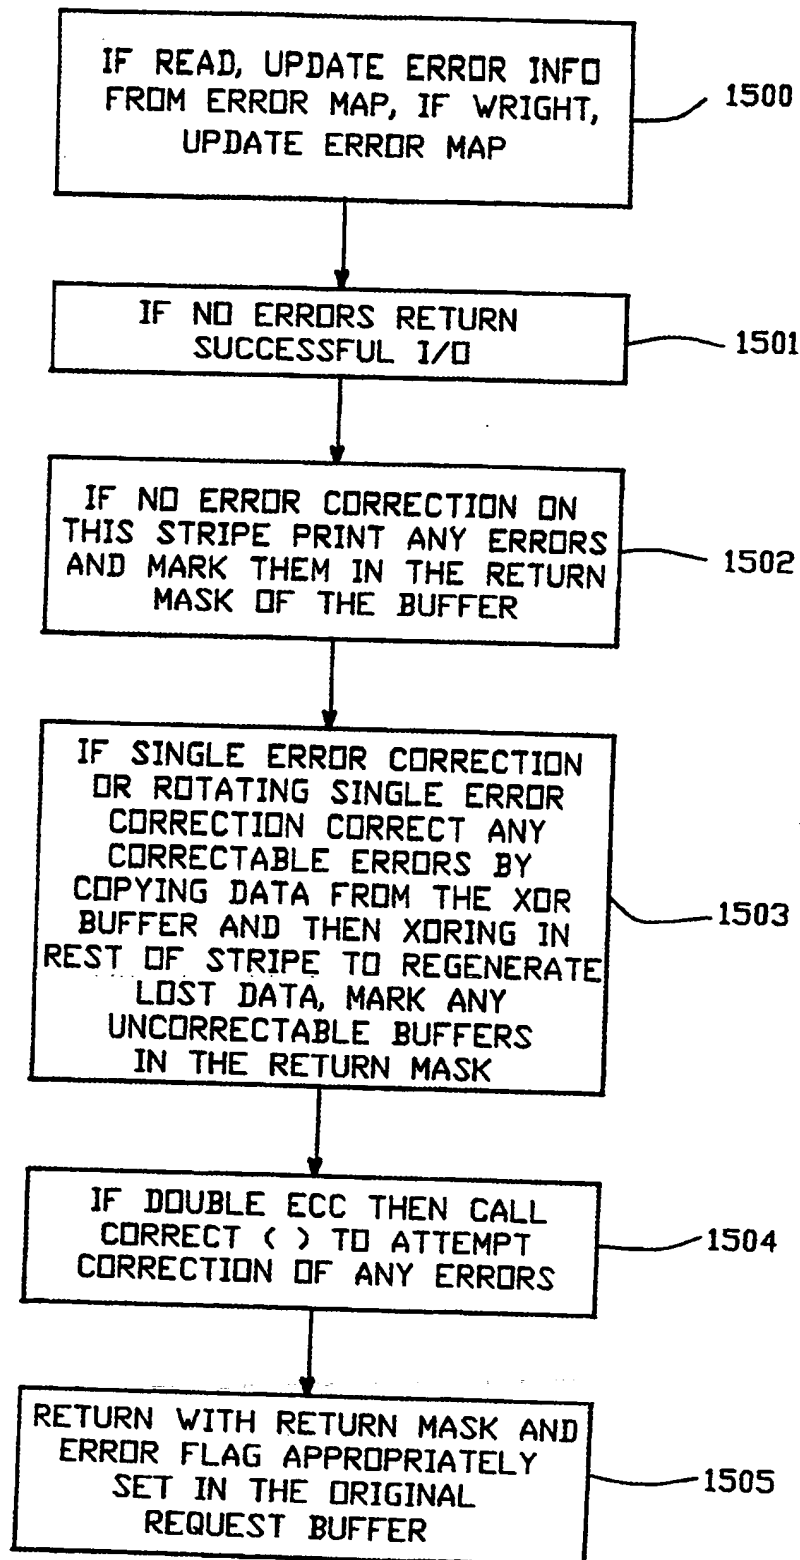 IF READ, UPDATE ERROR INFO
FROM ERROR MAP, IF WRIGHT,
UPDATE ERROR MAP
1500
IF NO ERRORS RETURN
SUCCESSFUL I/O
1501
IF NO ERROR CORRECTION ON
THIS STRIPE PRINT ANY ERRORS
AND MARK THEM IN THE RETURN
MASK OF THE BUFFER
1502
IF SINGLE ERROR CORRECTION
OR ROTATING SINGLE ERROR
CORRECTION CORRECT ANY
CORRECTABLE ERRORS BY
COPYING DATA FROM THE XOR
BUFFER AND THEN XORING IN
REST OF STRIPE TO REGENERATE
LOST DATA, MARK ANY
UNCORRECTABLE BUFFERS
IN THE RETURN MASK
1503
IF DOUBLE ECC THEN CALL
CORRECT ( ) TO ATTEMPT
CORRECTION OF ANY ERRORS
1504
RETURN WITH RETURN MASK AND
ERROR FLAG APPROPRIATELY
SET IN THE ORIGINAL
REQUEST BUFFER
1505